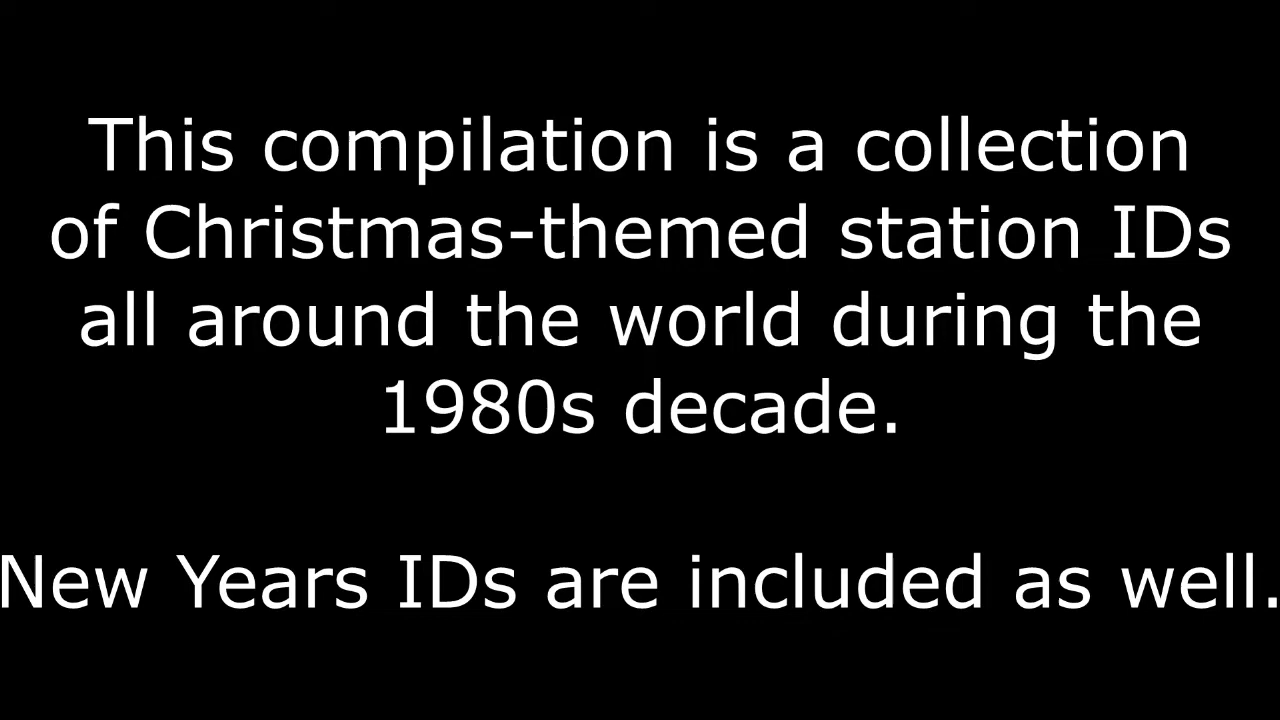 This compilation is a collection
of Christmas-themed station IDs
all around the world during the
1980s decade.
New Years IDs are included as well.